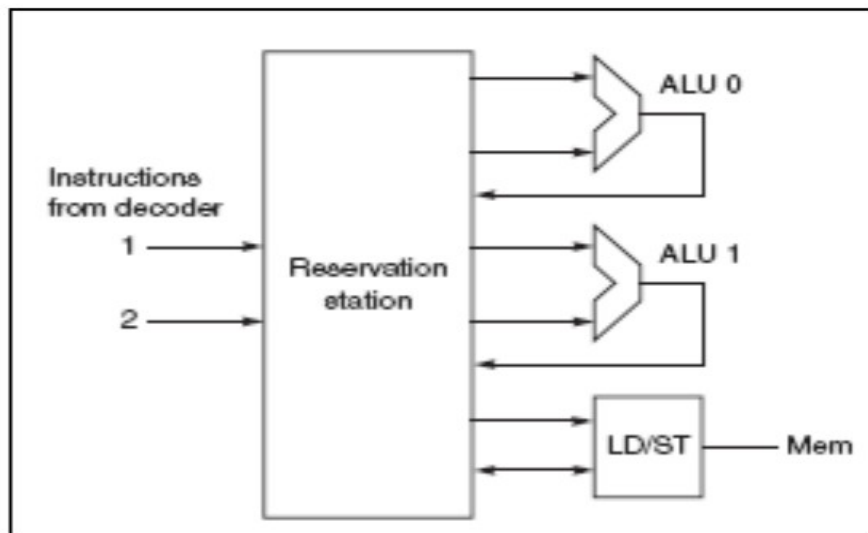 ALU 0
Instructions
from decoder
1
2
Reservation
station
ALU 1
LD/ST
Mem